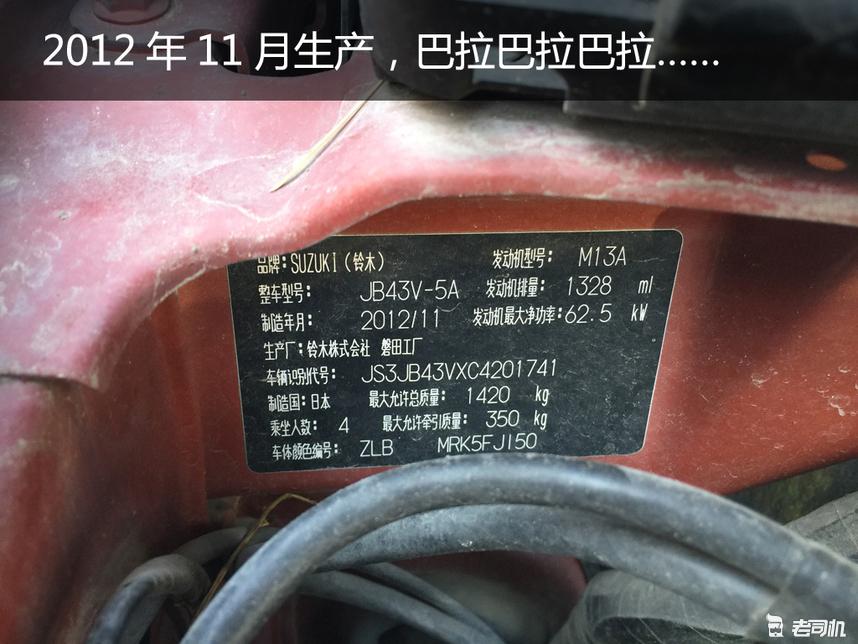 2012 年 11 月生产，巴拉巴拉巴拉……
品牌：SUZUKI（铃木） 发动机型号： M13A
整车型号： JB43V-5A 发动机排量： 1328 ml
制造年月： 2012/11 发动机最大净功率：62.5 kW
生产厂：铃木株式会社 磐田工厂
车辆识别代号： JS3JB43VXC4201741
制造国：日本 最大允许总质量： 1420 kg
乘坐人数： 4 最大允许牵引质量： 350 kg
车体颜色编号： ZLB MRK5FJI50
老司机